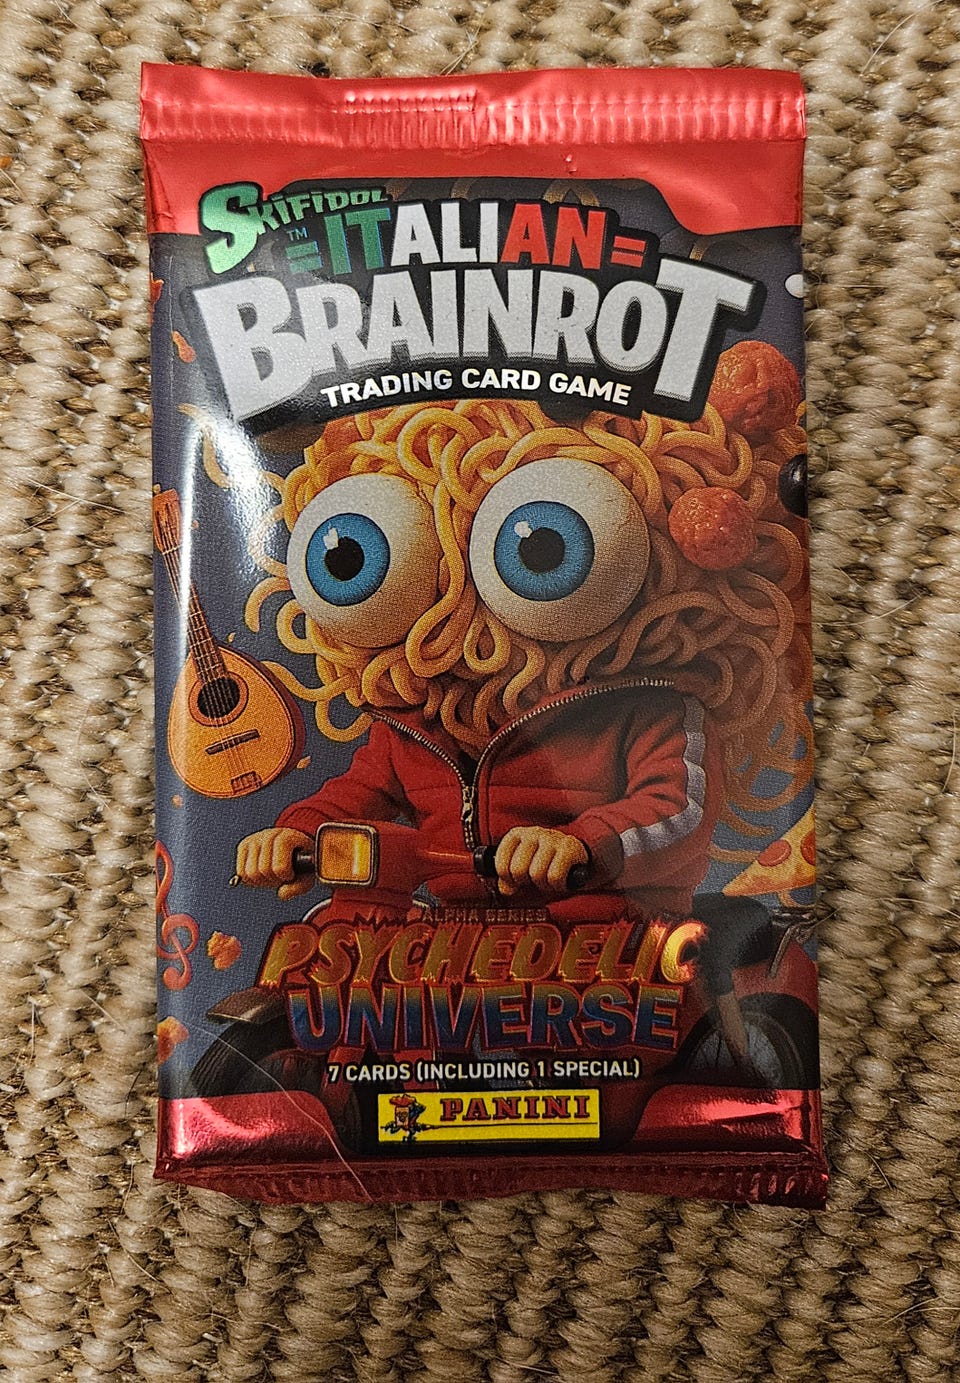 SKIFIDOL
TM
=ITALIAN=
BRAINROT
TRADING CARD GAME
ALPHA SERIES
PSYCHEDELIC
UNIVERSE
7 CARDS (INCLUDING 1 SPECIAL)
PANINI